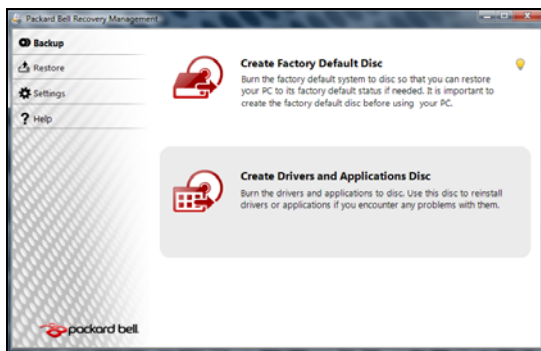 Packard Bell Recovery Management
Backup
Restore
Settings
Help
Create Factory Default Disc
Burn the factory default system to disc so that you can restore
your PC to its factory default status if needed. It is important to
create the factory default disc before using your PC.
Create Drivers and Applications Disc
Burn the drivers and applications to disc. Use this disc to reinstall
drivers or applications if you encounter any problems with them.
packard bell